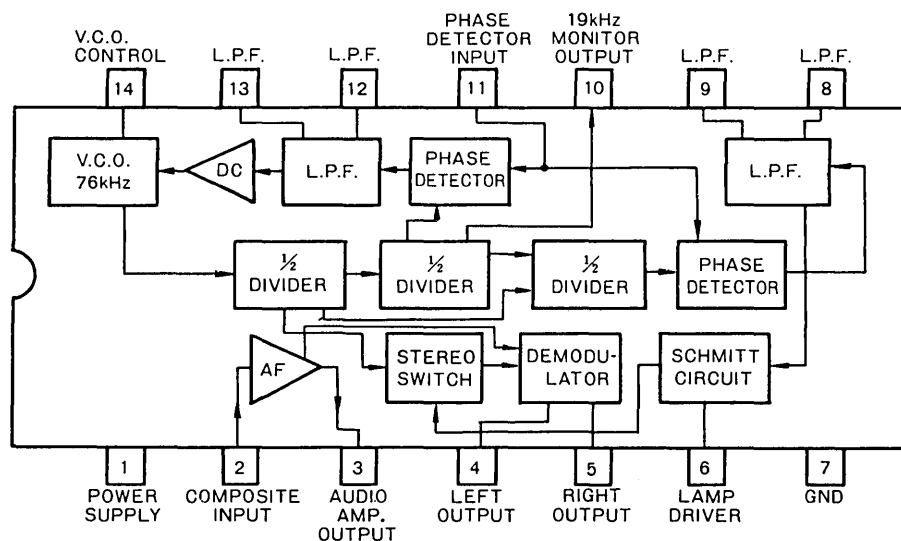 V.C.O.
CONTROL
L.P.F.
L.P.F.
PHASE
DETECTOR
INPUT
19kHz
MONITOR
OUTPUT
L.P.F.
L.P.F.
14
13
12
11
10
9
8
V.C.O.
76kHz
DC
L.P.F.
PHASE
DETECTOR
L.P.F.
½
DIVIDER
½
DIVIDER
½
DIVIDER
PHASE
DETECTOR
AF
STEREO
SWITCH
DEMODU-
LATOR
SCHMITT
CIRCUIT
1
2
3
4
5
6
7
POWER
SUPPLY
COMPOSITE
INPUT
AUDIO
AMP.
OUTPUT
LEFT
OUTPUT
RIGHT
OUTPUT
LAMP
DRIVER
GND